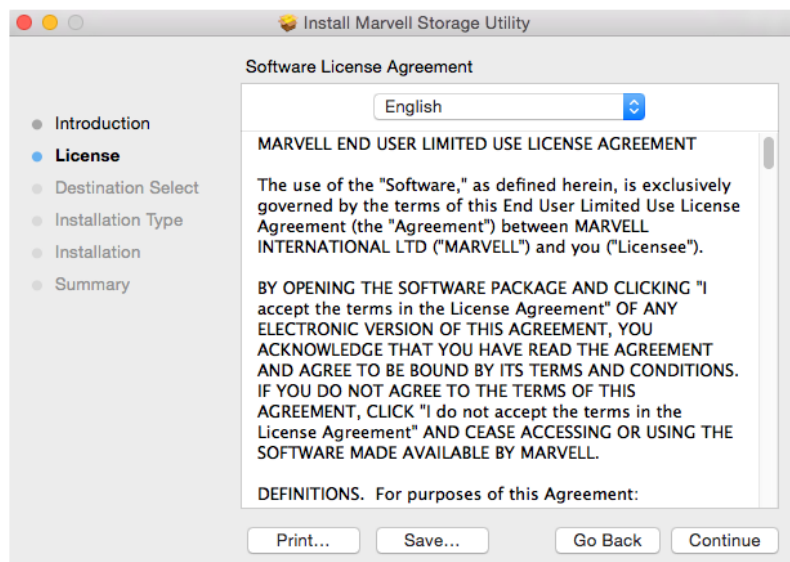 Install Marvell Storage Utility
Software License Agreement
Introduction
License
Destination Select
Installation Type
Installation
Summary
English
MARVELL END USER LIMITED USE LICENSE AGREEMENT
The use of the "Software," as defined herein, is exclusively
governed by the terms of this End User Limited Use License
Agreement (the "Agreement") between MARVELL
INTERNATIONAL LTD ("MARVELL") and you ("Licensee").
BY OPENING THE SOFTWARE PACKAGE AND CLICKING "I
accept the terms in the License Agreement" OF ANY
ELECTRONIC VERSION OF THIS AGREEMENT, YOU
ACKNOWLEDGE THAT YOU HAVE READ THE AGREEMENT
AND AGREE TO BE BOUND BY ITS TERMS AND CONDITIONS.
IF YOU DO NOT AGREE TO THE TERMS OF THIS
AGREEMENT, CLICK "I do not accept the terms in the
License Agreement" AND CEASE ACCESSING OR USING THE
SOFTWARE MADE AVAILABLE BY MARVELL.
DEFINITIONS.  For purposes of this Agreement:
Print...
Save...
Go Back
Continue